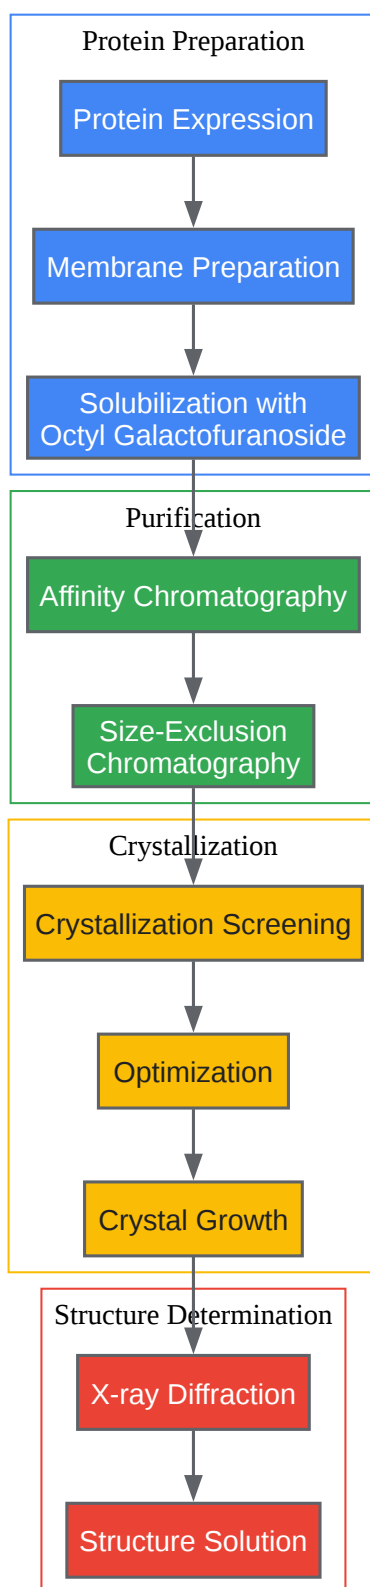 Protein Preparation
Protein Expression
Membrane Preparation
Solubilization with
Octyl Galactofuranoside
Purification
Affinity Chromatography
Size-Exclusion
Chromatography
Crystallization
Crystallization Screening
Optimization
Crystal Growth
Structure Determination
X-ray Diffraction
Structure Solution